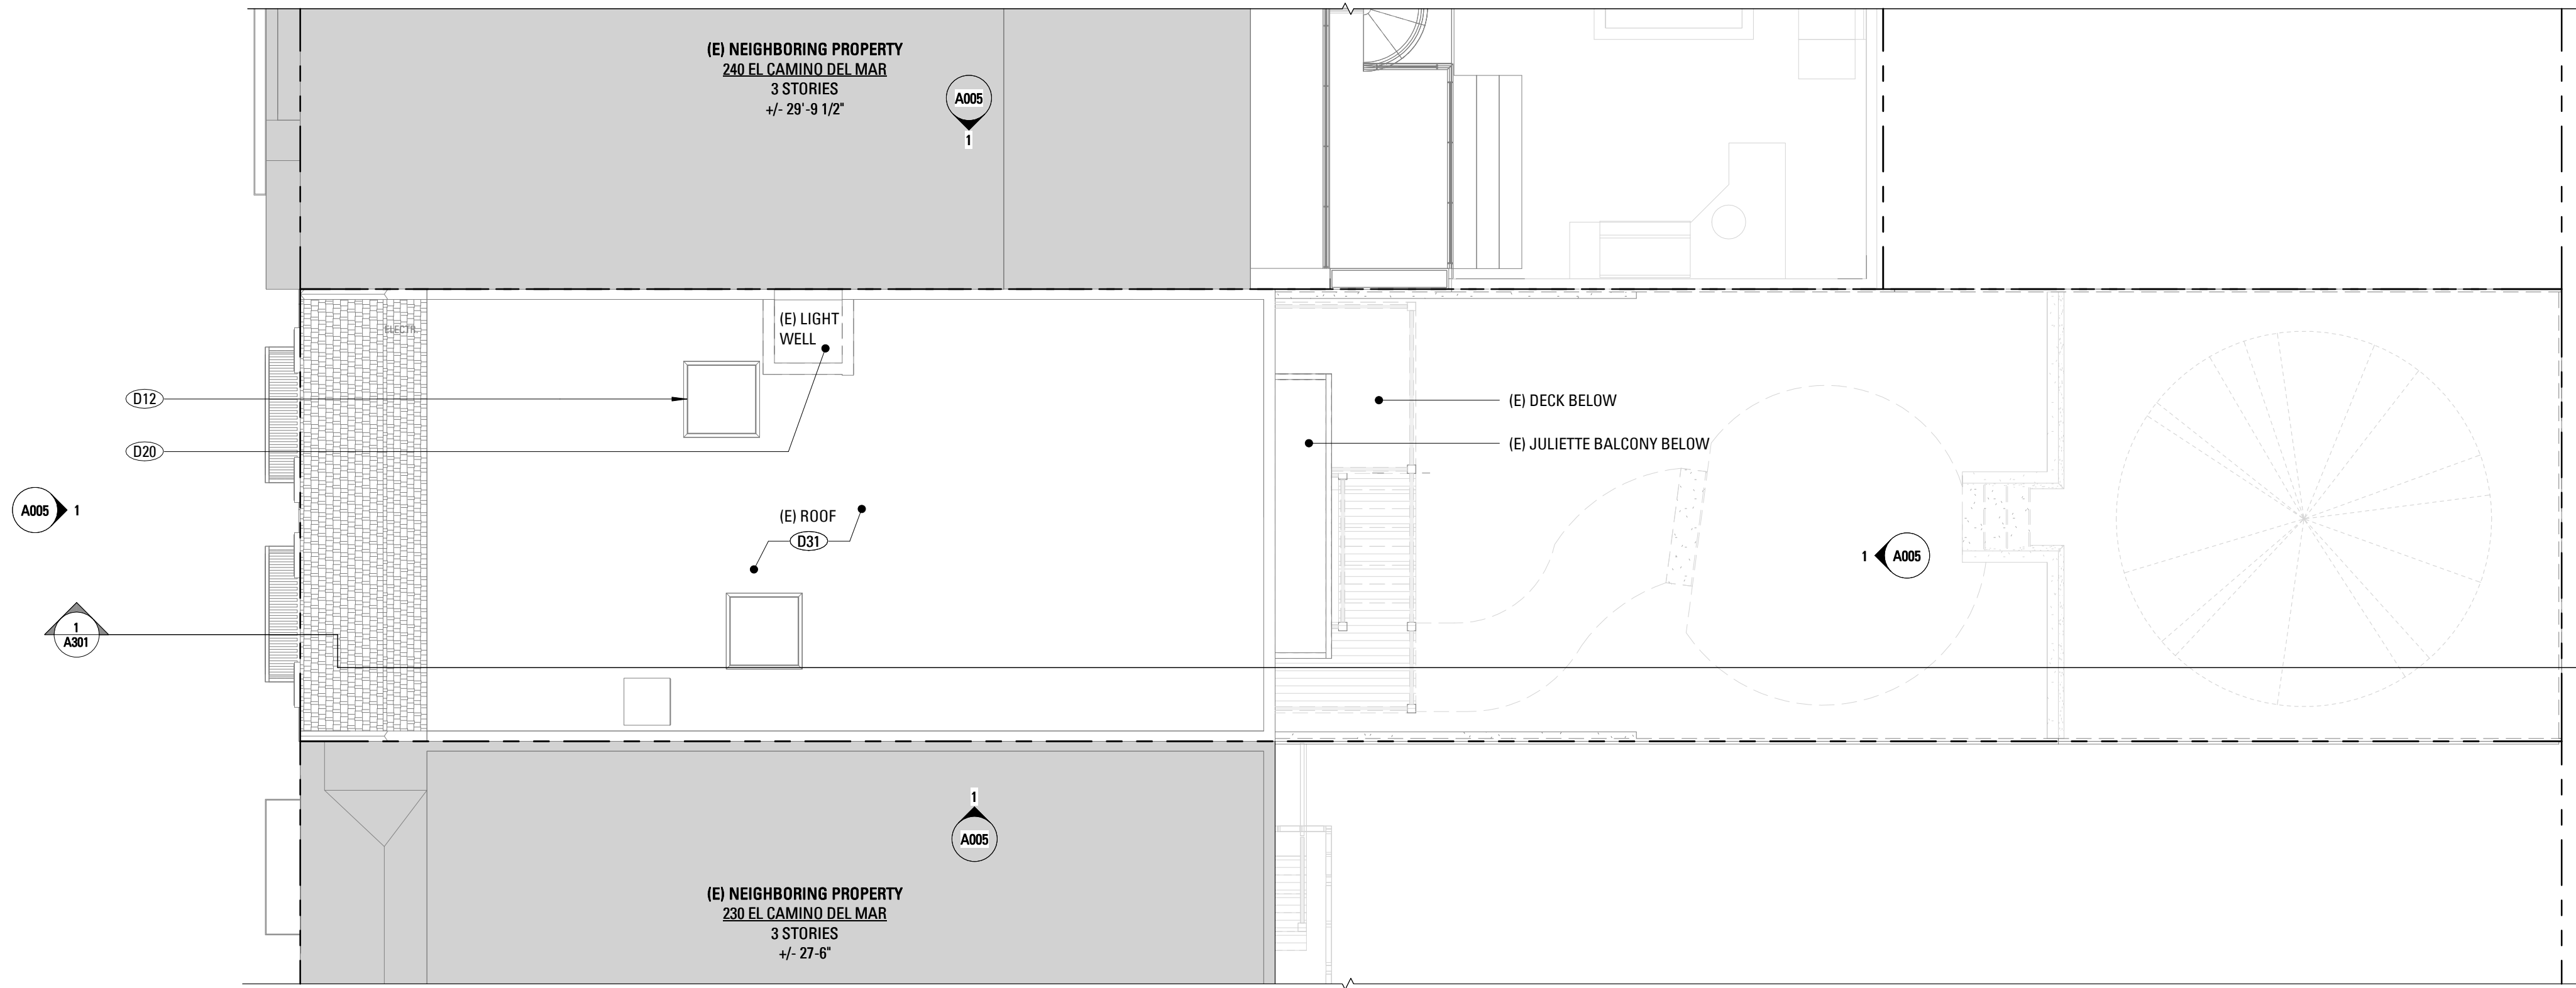 (E) NEIGHBORING PROPERTY
240 EL CAMINO DEL MAR
3 STORIES
+/- 29'-9 1/2"
A005
1
(E) LIGHT
WELL
ELECTR.
D12
D20
(E) DECK BELOW
(E) JULIETTE BALCONY BELOW
A005
1
(E) ROOF
D31
1
A005
1
A301
1
A005
(E) NEIGHBORING PROPERTY
230 EL CAMINO DEL MAR
3 STORIES
+/- 27-6"